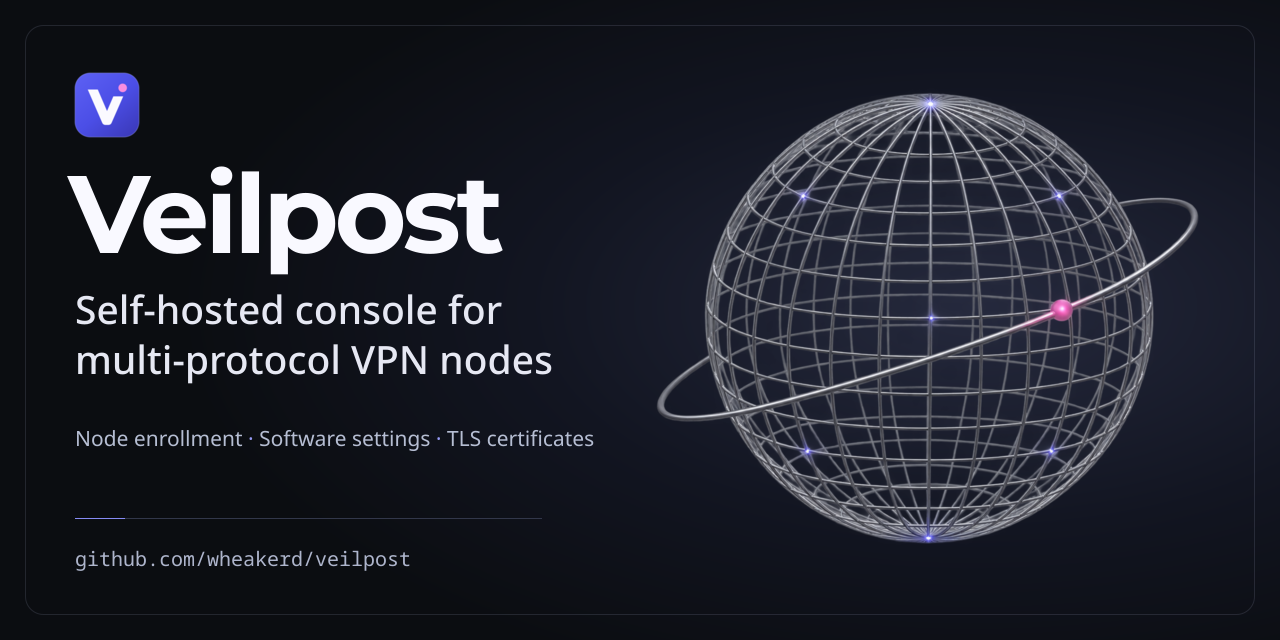 V
Veilpost
Self-hosted console for
multi-protocol VPN nodes
Node enrollment · Software settings · TLS certificates
github.com/wheakerd/veilpost